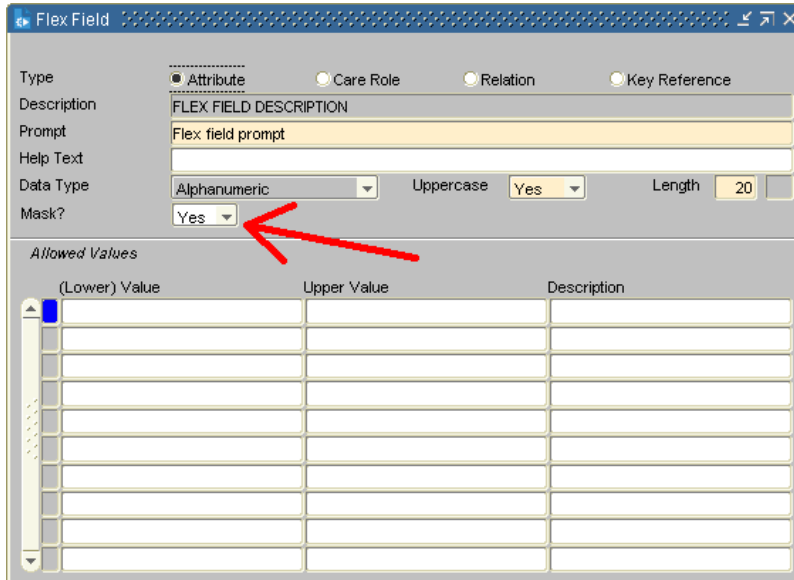 Flex Field
Type Attribute Care Role Relation Key Reference
Description FLEX FIELD DESCRIPTION
Prompt Flex field prompt
Help Text
Data Type Alphanumeric Uppercase Yes Length 20
Mask? Yes
Allowed Values
(Lower) Value Upper Value Description